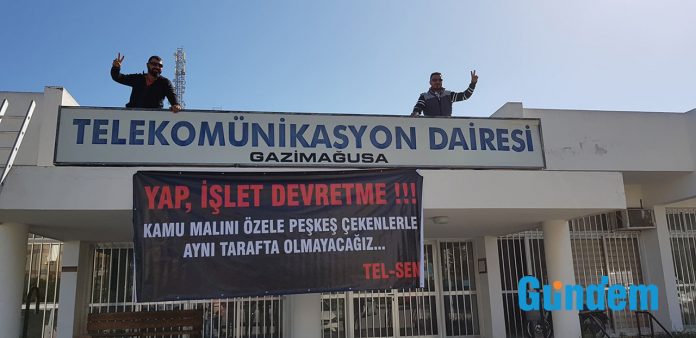 TELEKOMÜNİKASYON DAİRESİ
GAZİMAĞUSA
YAP, İŞLET DEVRETME !!!
KAMU MALINI ÖZELE PEŞKEŞ ÇEKENLERLE
AYNI TARAFTA OLMAYACAĞIZ...
TEL-SEN
Gündem